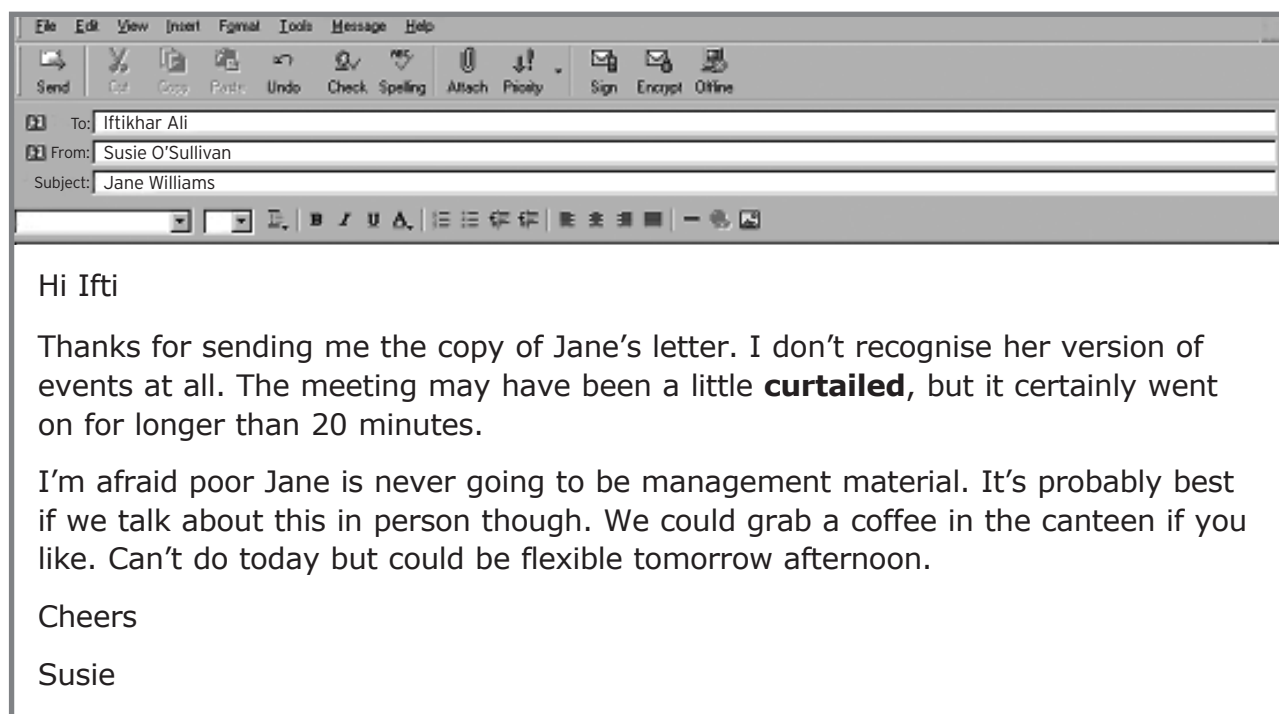 File Edit View Insert Format Tools Message Help
Send Cut Copy Paste Undo Check Spelling Attach Priority Sign Encrypt Offline
To: Iftikhar Ali
From: Susie O’Sullivan
Subject: Jane Williams
Hi Ifti
Thanks for sending me the copy of Jane’s letter. I don’t recognise her version of
events at all. The meeting may have been a little curtailed, but it certainly went
on for longer than 20 minutes.
I’m afraid poor Jane is never going to be management material. It’s probably best
if we talk about this in person though. We could grab a coffee in the canteen if you
like. Can’t do today but could be flexible tomorrow afternoon.
Cheers
Susie